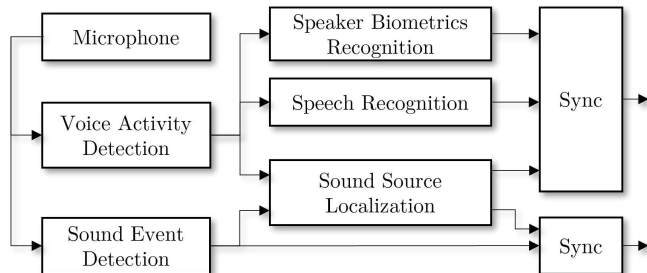 Microphone
Voice Activity
Detection
Sound Event
Detection
Speaker Biometrics
Recognition
Speech Recognition
Sound Source
Localization
Sync
Sync